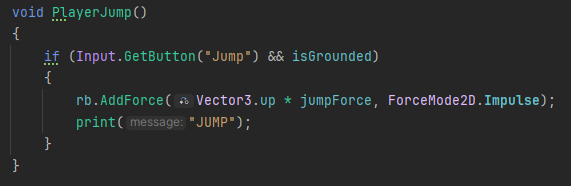 void PlayerJump()
{
if (Input.GetButton("Jump") && isGrounded)
{
rb.AddForce(Vector3.up * jumpForce, ForceMode2D.Impulse);
print( message: "JUMP");
}
}